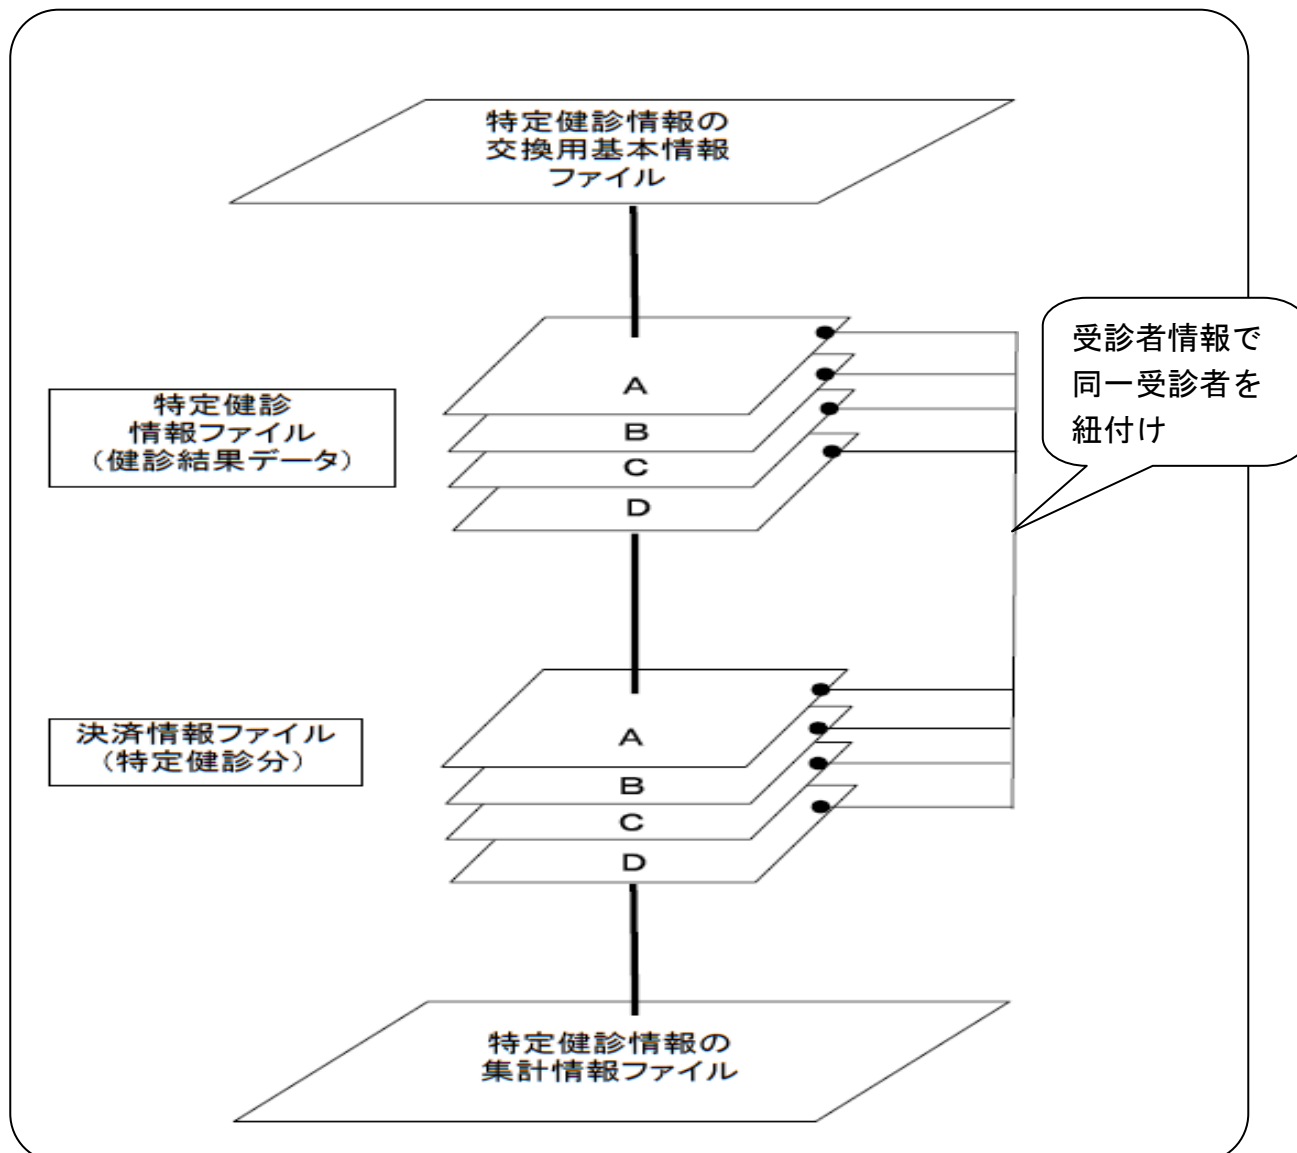 特定健診情報の
交換用基本情報
ファイル
受診者情報で
同一受診者を
紐付け
特定健診
情報ファイル
（健診結果データ）
A
B
C
D
決済情報ファイル
（特定健診分）
A
B
C
D
特定健診情報の
集計情報ファイル